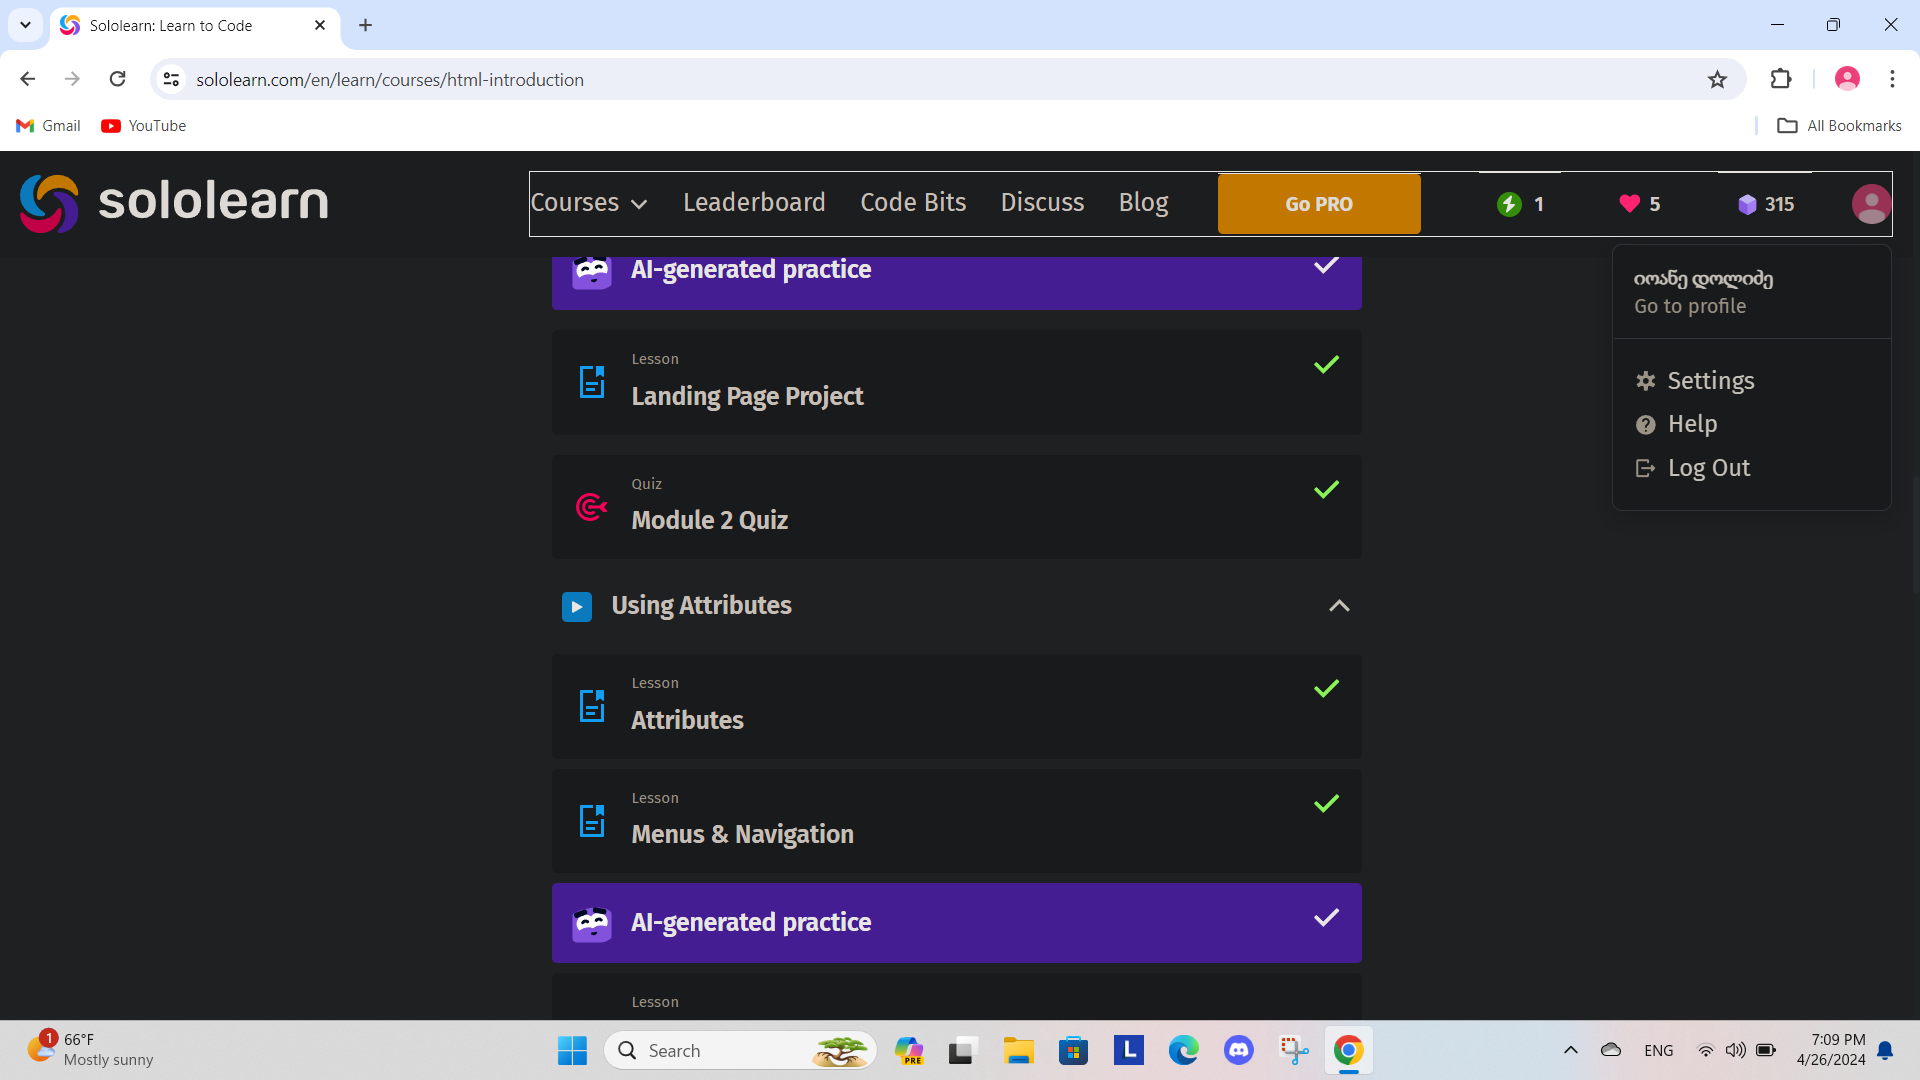 Sololearn: Learn to Code
sololearn.com/en/learn/courses/html-introduction
Gmail
YouTube
All Bookmarks
sololearn
Courses
Leaderboard
Code Bits
Discuss
Blog
Go PRO
1
5
315
იოანე დოლიძე
Go to profile
Settings
Help
Log Out
AI-generated practice
Lesson
Landing Page Project
Quiz
Module 2 Quiz
Using Attributes
Lesson
Attributes
Lesson
Menus & Navigation
AI-generated practice
Lesson
1
66°F
Mostly sunny
Search
PRE
L
ENG
7:09 PM
4/26/2024